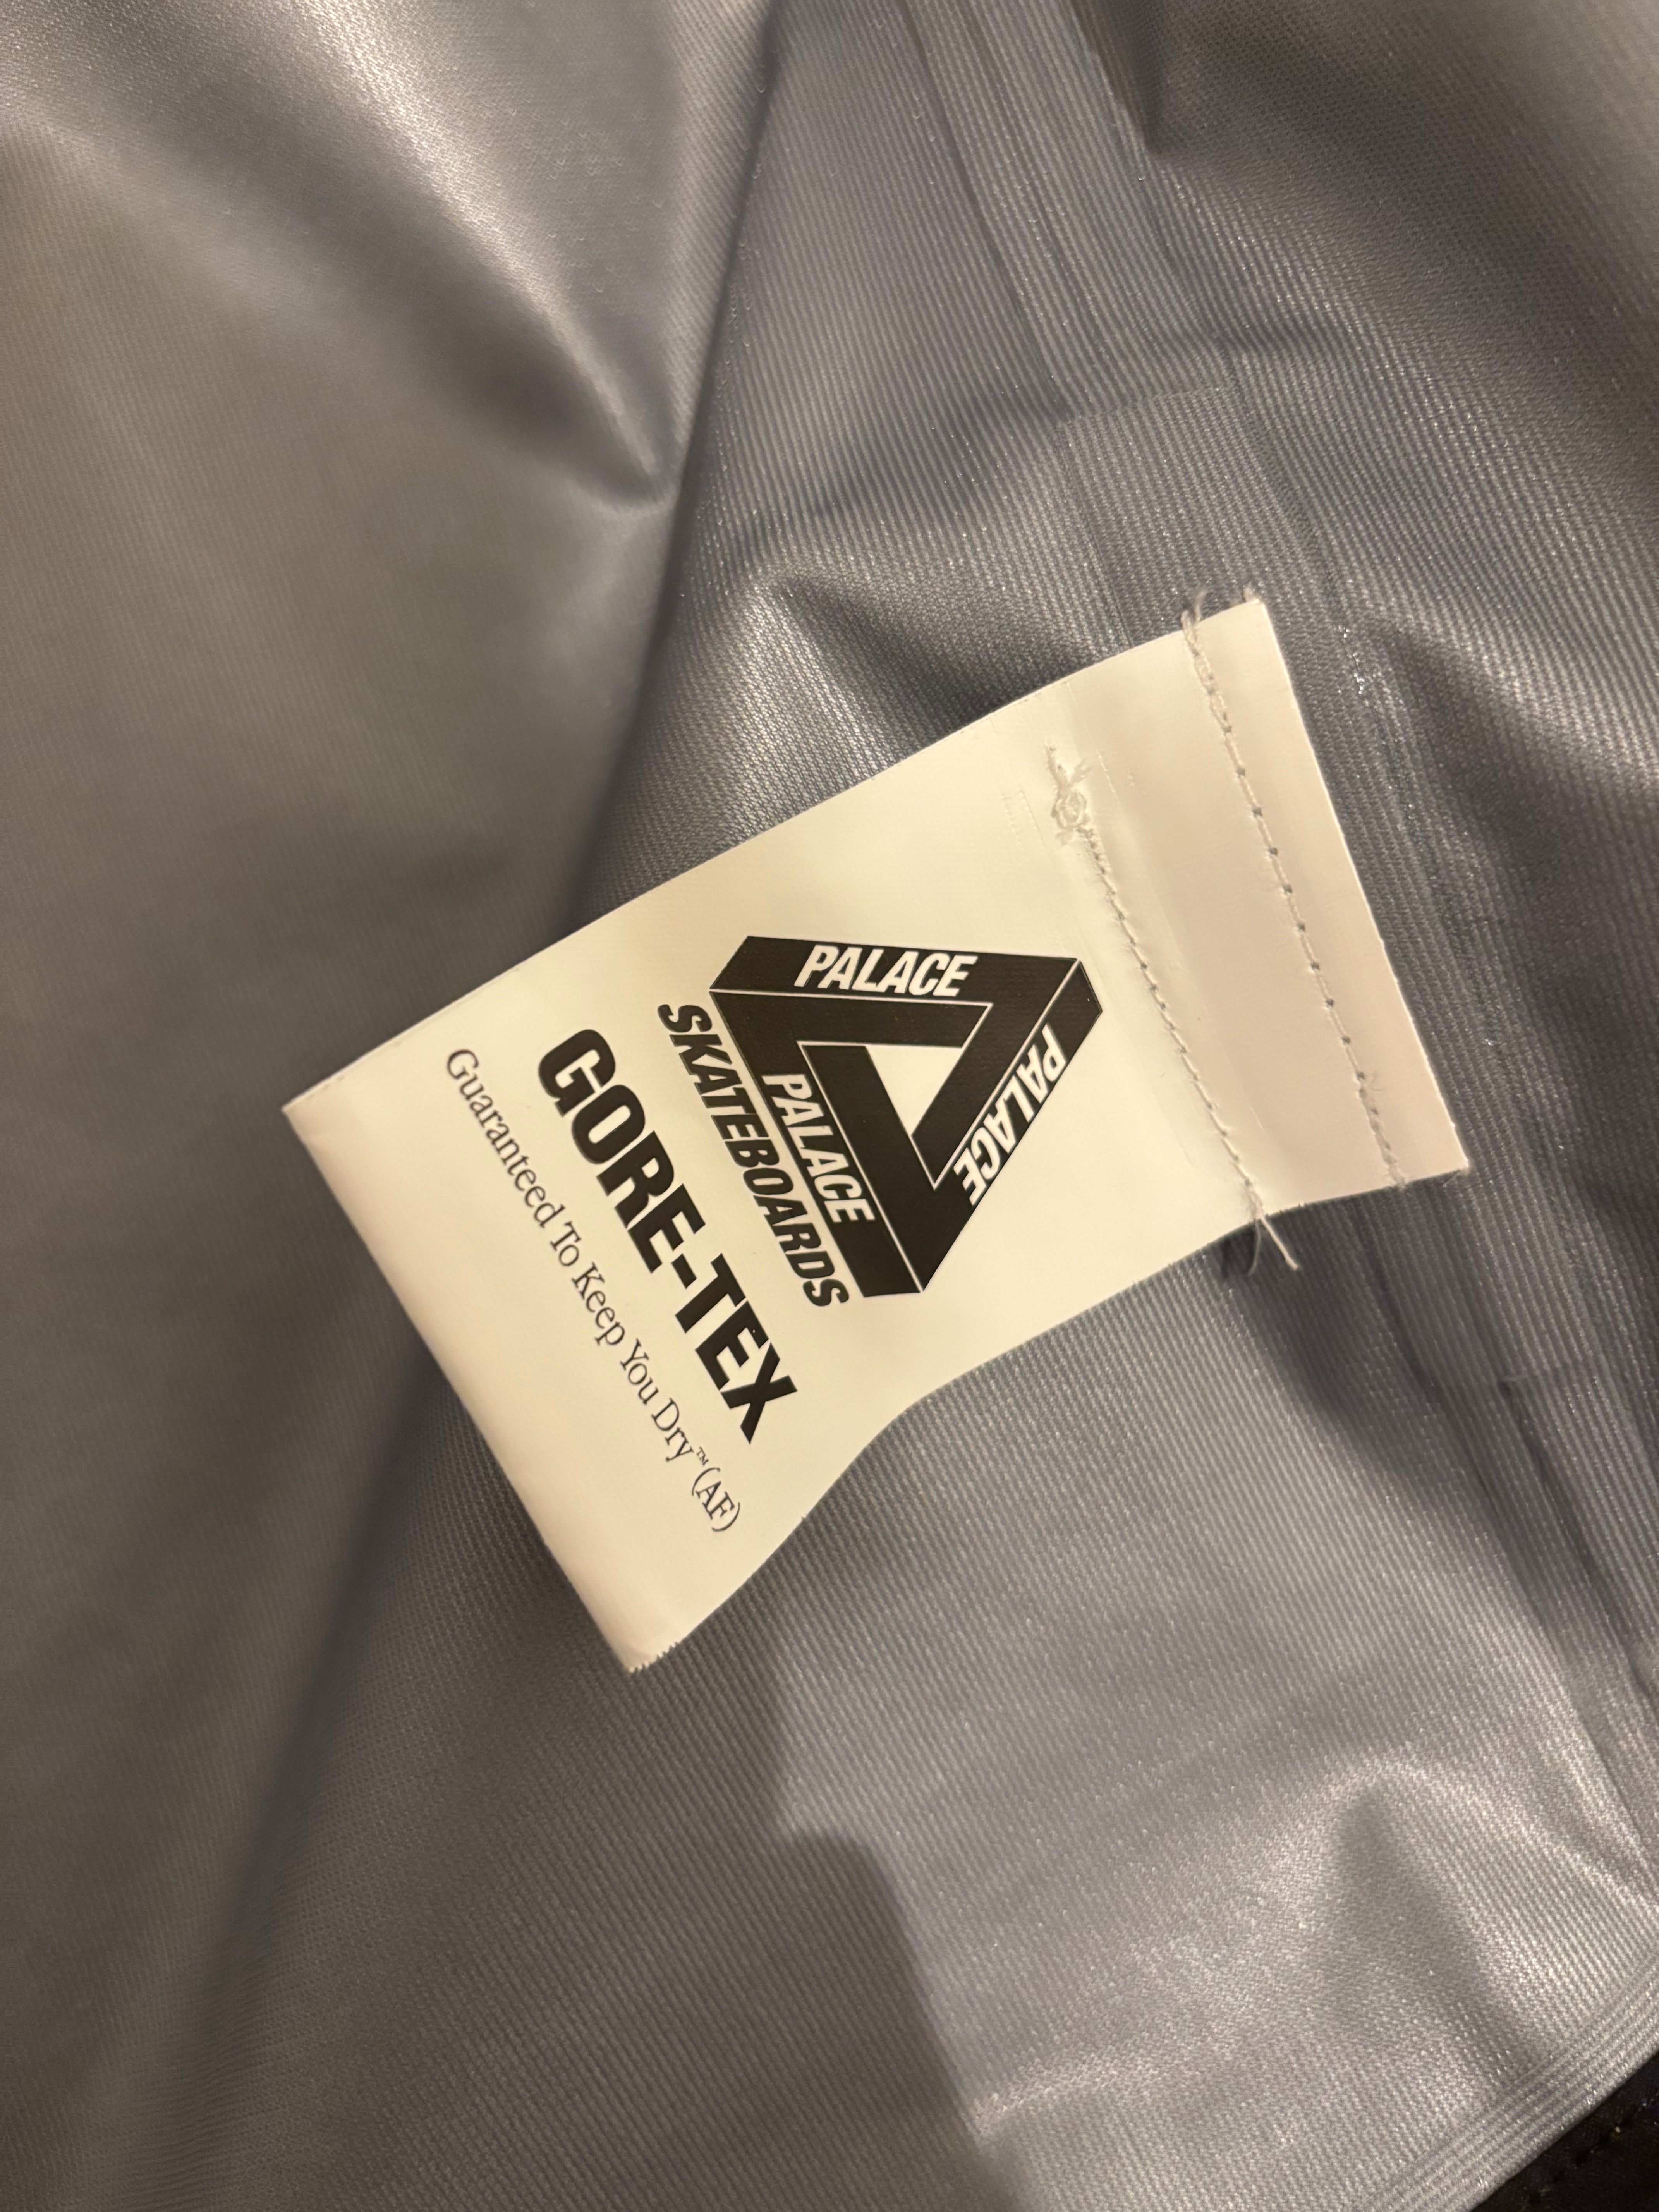 PALACE
PALACE
PALACE
SKATEBOARDS
GORE-TEX
Guaranteed To Keep You Dry™(AF)